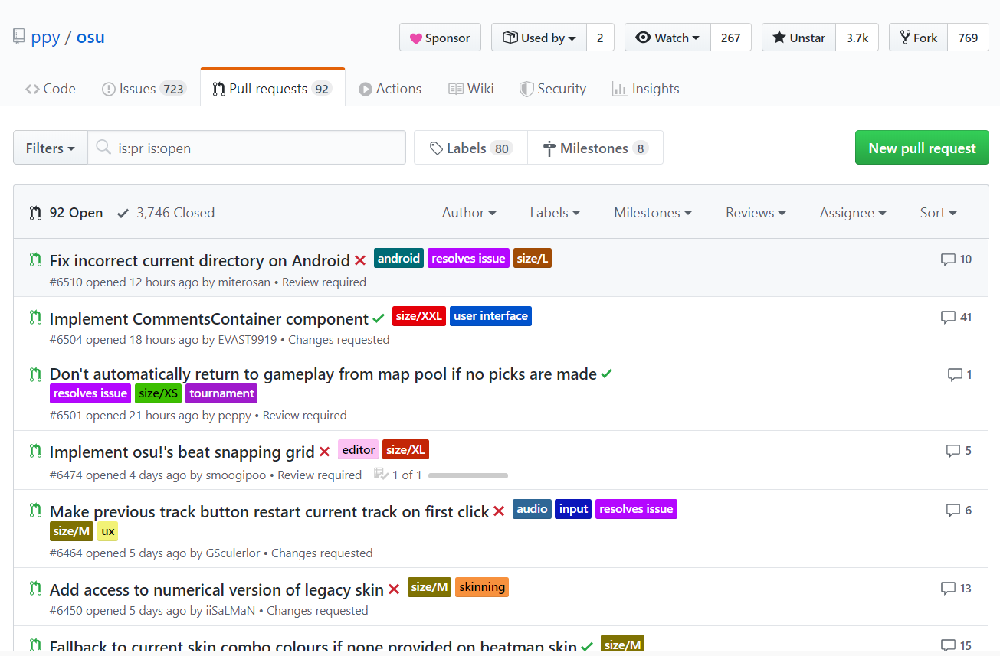 ppy / osu
Sponsor Used by 2 Watch 267 Unstar 3.7k Fork 769
Code Issues 723 Pull requests 92 Actions Wiki Security Insights
Filters is:pr is:open Labels 80 Milestones 8 New pull request
92 Open 3,746 Closed Author Labels Milestones Reviews Assignee Sort
Fix incorrect current directory on Android android resolves issue size/L 10
#6510 opened 12 hours ago by miterosan • Review required
Implement CommentsContainer component size/XXL user interface 41
#6504 opened 18 hours ago by EVAST9919 • Changes requested
Don't automatically return to gameplay from map pool if no picks are made 1
resolves issue size/XS tournament
#6501 opened 21 hours ago by peppy • Review required
Implement osu!'s beat snapping grid editor size/XL 5
#6474 opened 4 days ago by smoogipoo • Review required 1 of 1
Make previous track button restart current track on first click audio input resolves issue 6
size/M ux
#6464 opened 5 days ago by GSculerlor • Changes requested
Add access to numerical version of legacy skin size/M skinning 13
#6450 opened 5 days ago by iiSaLMaN • Changes requested
Fallback to current skin combo colours if none provided on beatmap skin size/M 15